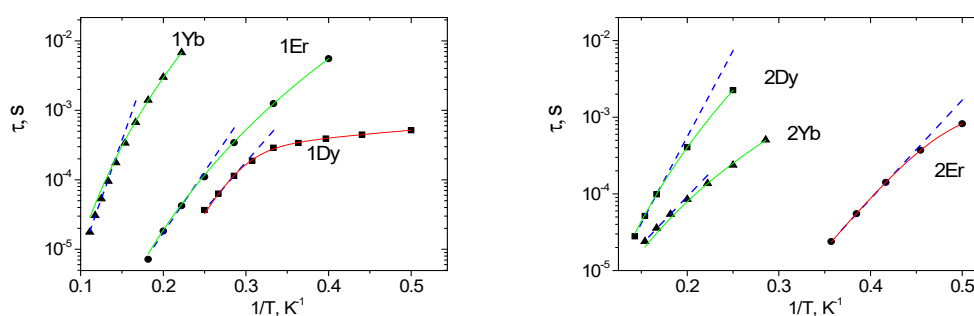 10⁻²
10⁻³
10⁻⁴
10⁻⁵
τ, s
1Yb
1Er
1Dy
0.1
0.2
0.3
0.4
0.5
1/T, K⁻¹
10⁻²
10⁻³
10⁻⁴
10⁻⁵
τ, s
2Dy
2Yb
2Er
0.2
0.3
0.4
0.5
1/T, K⁻¹